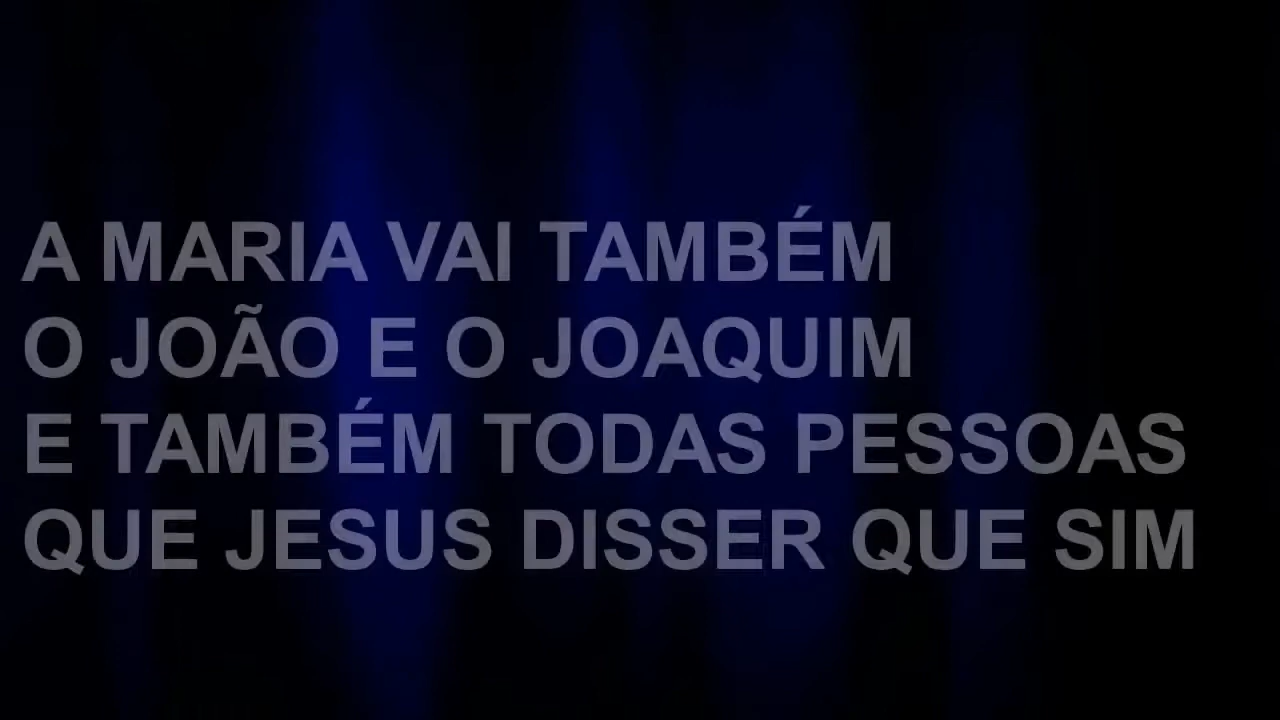 A MARIA VAI TAMBÉM
O JOÃO E O JOAQUIM
E TAMBÉM TODAS PESSOAS
QUE JESUS DISSER QUE SIM